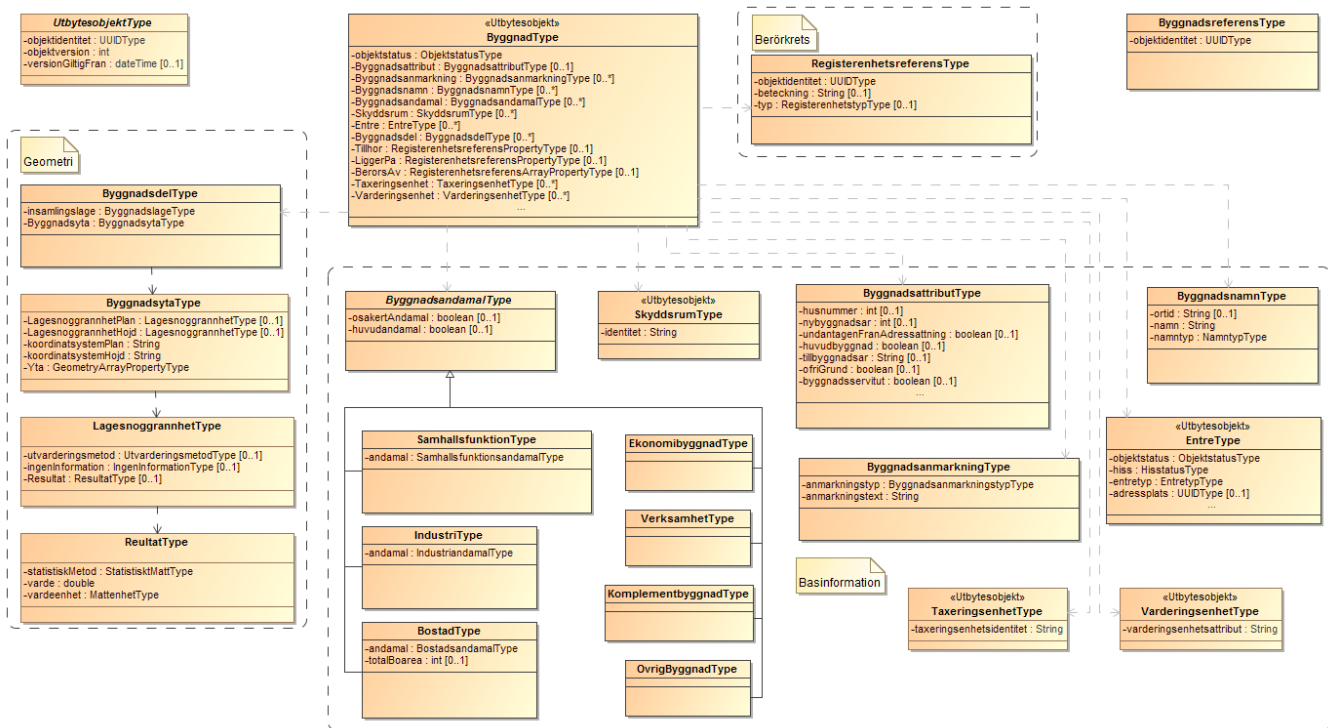 UtbytesobjektType
-objektidentitet : UUIDType
-objektversion : int
-versionGiltigFran : dateTime [0..1]
«Utbytesobjekt»
ByggnadType
-objektstatus : ObjektstatusType
-Byggnadsattribut : ByggnadsattributType [0..1]
-Byggnadsanmarkning : ByggnadsanmarkningType [0..*]
-Byggnadsnamn : ByggnadsnamnType [0..*]
-Byggnadsandamal : ByggnadsandamalType [0..*]
-Skyddsrum : SkyddsrumType [0..*]
-Entre : EntreType [0..*]
-Byggnadsdel : ByggnadsdelType [0..*]
-Tillhor : RegisterenhetsreferensPropertyType [0..1]
-LiggerPa : RegisterenhetsreferensPropertyType [0..1]
-BerorsAv : RegisterenhetsreferensArrayPropertyType [0..1]
-Taxeringsenhet : TaxeringsenhetType [0..*]
-Varderingsenhet : VarderingsenhetType [0..*]
...
Berörkrets
RegisterenhetsreferensType
-objektidentitet : UUIDType
-beteckning : String [0..1]
-typ : RegisterenhetstypType [0..1]
ByggnadsreferensType
-objektidentitet : UUIDType
Geometri
ByggnadsdelType
-insamlingslage : ByggnadslageType
-Byggnadsyta : ByggnadsytaType
ByggnadsytaType
-LagesnoggrannhetPlan : LagesnoggrannhetType [0..1]
-LagesnoggrannhetHojd : LagesnoggrannhetType [0..1]
-koordinatsystemPlan : String
-koordinatsystemHojd : String
-Yta : GeometryArrayPropertyType
LagesnoggrannhetType
-utvarderingsmetod : UtvarderingsmetodType [0..1]
-ingenInformation : IngenInformationType [0..1]
-Resultat : ResultatType [0..1]
ReultatType
-statistiskMetod : StatistisktMattType
-varde : double
-vardeenhet : MattenhetType
ByggnadsandamalType
-osakertAndamal : boolean [0..1]
-huvudandamal : boolean [0..1]
«Utbytesobjekt»
SkyddsrumType
-identitet : String
ByggnadsattributType
-husnummer : int [0..1]
-nybyggnadsar : int [0..1]
-undantagenFranAdressattning : boolean [0..1]
-huvudbyggnad : boolean [0..1]
-tillbyggnadsar : String [0..1]
-ofriGrund : boolean [0..1]
-byggnadsservitut : boolean [0..1]
...
ByggnadsnamnType
-ortid : String [0..1]
-namn : String
-namntyp : NamntypType
SamhallsfunktionType
-andamal : SamhallsfunktionsandamalType
EkonomibyggnadType
ByggnadsanmarkningType
-anmarkningstyp : ByggnadsanmarkningstypType
-anmarkningstext : String
«Utbytesobjekt»
EntreType
-objektstatus : ObjektstatusType
-hiss : HisstatusType
-entretyp : EntretypType
-adressplats : UUIDType [0..1]
...
IndustriType
-andamal : IndustriandamalType
VerksamhetType
Basinformation
KomplementbyggnadType
«Utbytesobjekt»
TaxeringsenhetType
-taxeringsenhetsidentitet : String
«Utbytesobjekt»
VarderingsenhetType
-varderingsenhetsattribut : String
BostadType
-andamal : BostadsandamalType
-totalBoarea : int [0..1]
OvrigByggnadType